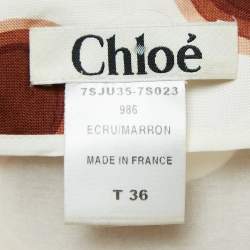 Chloé
7SJU35-7S023
986
ECRU/MARRON
MADE IN FRANCE
T 36